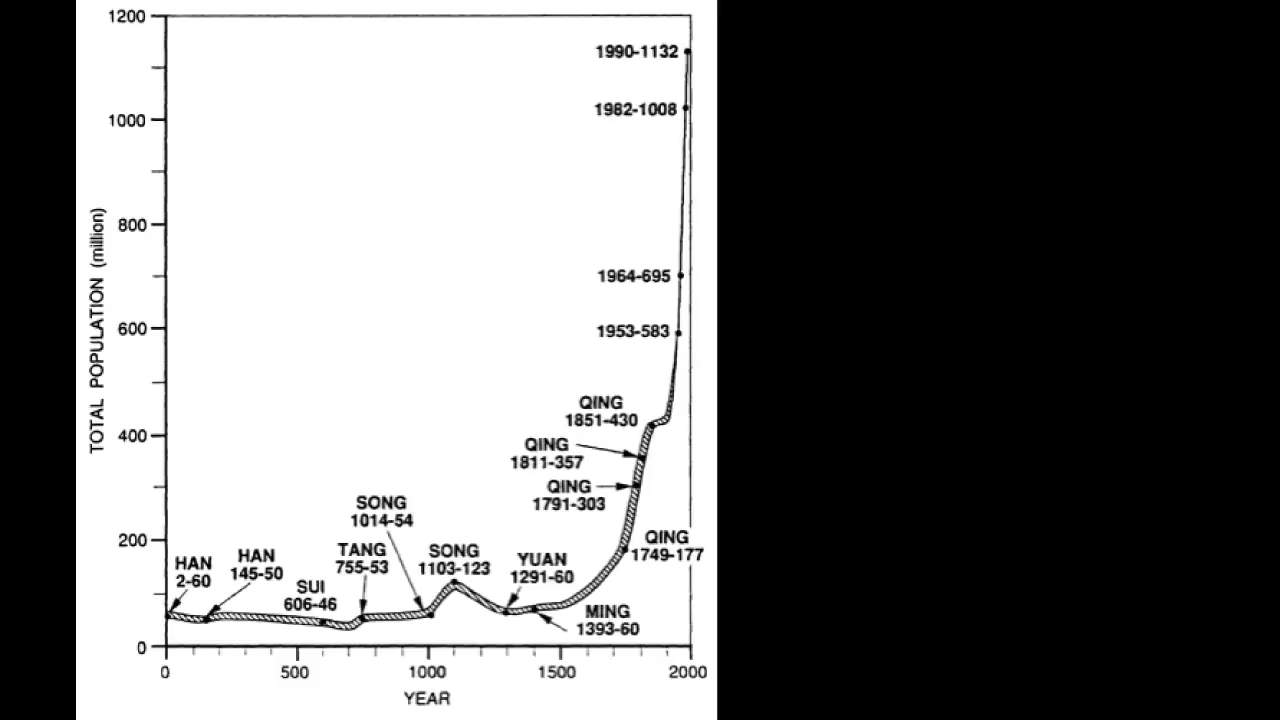 1200
1000
800
600
400
200
0
TOTAL POPULATION (million)
1990-1132
1982-1008
1964-695
1953-583
QING
1851-430
QING
1811-357
QING
1791-303
QING
1749-177
SONG
1014-54
HAN
2-60
HAN
145-50
SUI
606-46
TANG
755-53
SONG
1103-123
YUAN
1291-60
MING
1393-60
0 500 1000 1500 2000
YEAR